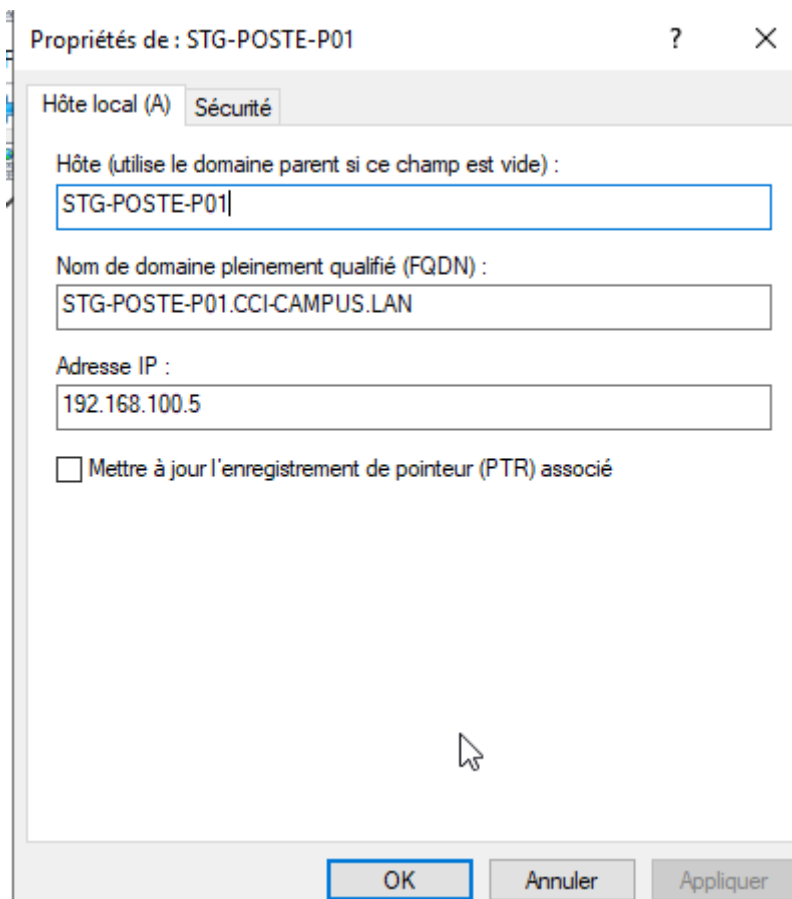 Propriétés de : STG-POSTE-P01 ?
Hôte local (A) Sécurité
Hôte (utilise le domaine parent si ce champ est vide) :
STG-POSTE-P01
Nom de domaine pleinement qualifié (FQDN) :
STG-POSTE-P01.CCI-CAMPUS.LAN
Adresse IP :
192.168.100.5
Mettre à jour l'enregistrement de pointeur (PTR) associé
OK Annuler Appliquer